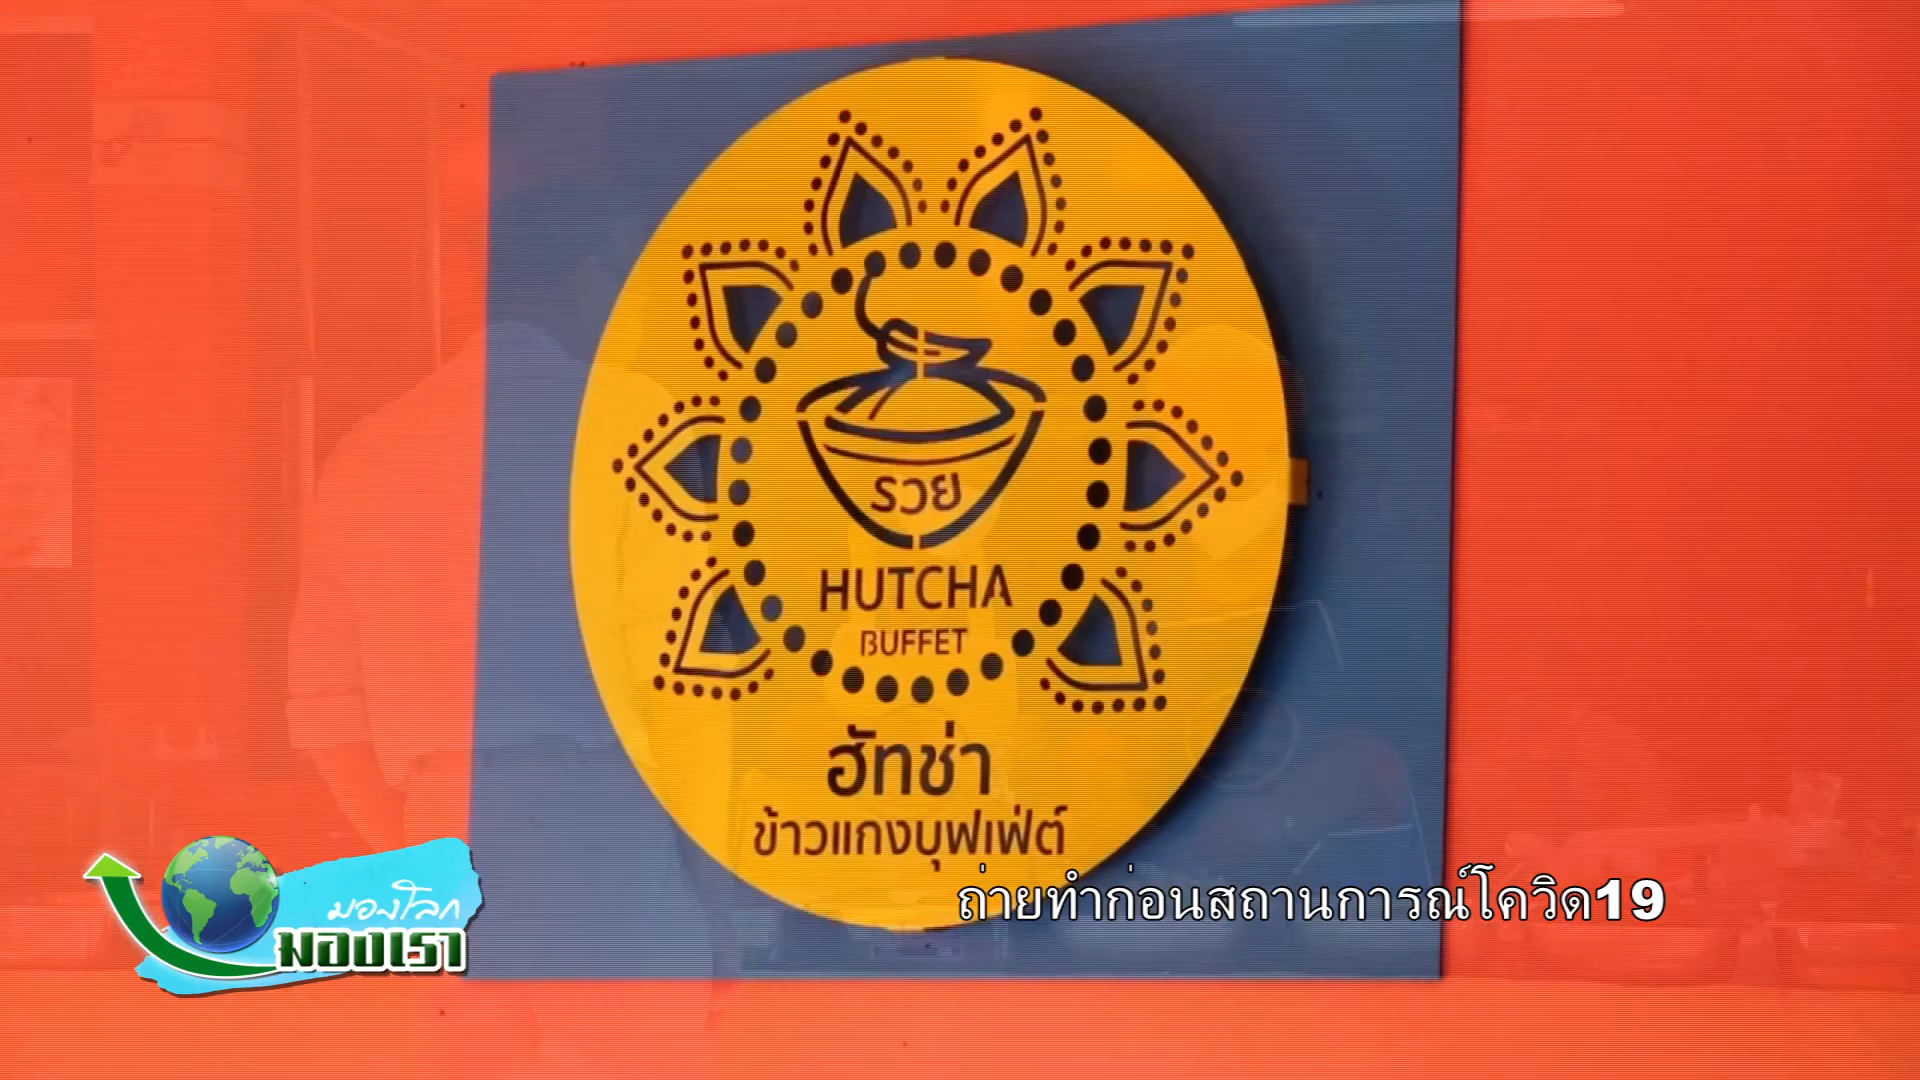 รวย
HUTCHA
BUFFET
ฮัทช่า
ข้าวแกงบุฟเฟ่ต์
ถ่ายทำก่อนสถานการณ์โควิด19
มองโลก
มองเรา